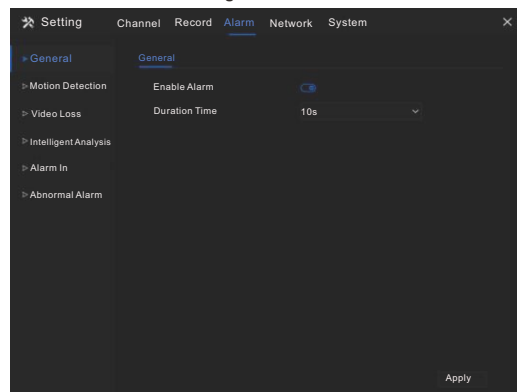 Setting
Channel Record Alarm Network System
General
Motion Detection
Video Loss
Intelligent Analysis
Alarm In
Abnormal Alarm
General
Enable Alarm
Duration Time 10s
Apply